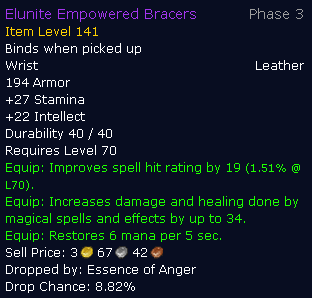 Elunite Empowered Bracers Phase 3
Item Level 141
Binds when picked up
Wrist Leather
194 Armor
+27 Stamina
+22 Intellect
Durability 40 / 40
Requires Level 70
Equip: Improves spell hit rating by 19 (1.51% @
L70).
Equip: Increases damage and healing done by
magical spells and effects by up to 34.
Equip: Restores 6 mana per 5 sec.
Sell Price: 3 67 42
Dropped by: Essence of Anger
Drop Chance: 8.82%